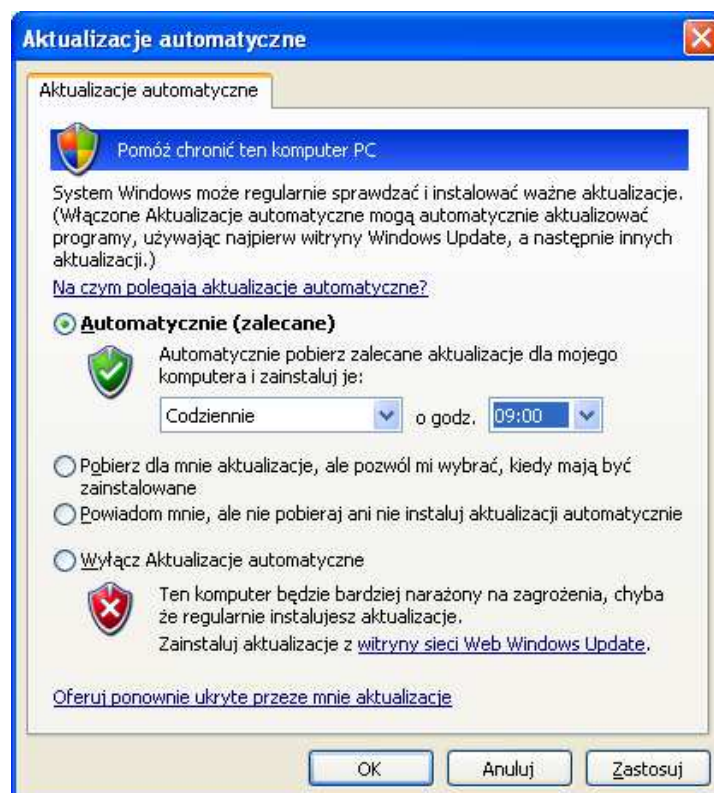 Aktualizacje automatyczne
Aktualizacje automatyczne
Pomóż chronić ten komputer PC
System Windows może regularnie sprawdzać i instalować ważne aktualizacje.
(Włączone Aktualizacje automatyczne mogą automatycznie aktualizować
programy, używając najpierw witryny Windows Update, a następnie innych
aktualizacji.)
Na czym polegają aktualizacje automatyczne?
Automatycznie (zalecane)
Automatycznie pobierz zalecane aktualizacje dla mojego
komputera i zainstaluj je:
Codziennie o godz. 09:00
Pobierz dla mnie aktualizacje, ale pozwól mi wybrać, kiedy mają być
zainstalowane
Powiadom mnie, ale nie pobieraj ani nie instaluj aktualizacji automatycznie
Wyłącz Aktualizacje automatyczne
Ten komputer będzie bardziej narażony na zagrożenia, chyba
że regularnie instalujesz aktualizacje.
Zainstaluj aktualizacje z witryny sieci Web Windows Update.
Oferuj ponownie ukryte przeze mnie aktualizacje
OK Anuluj Zastosuj